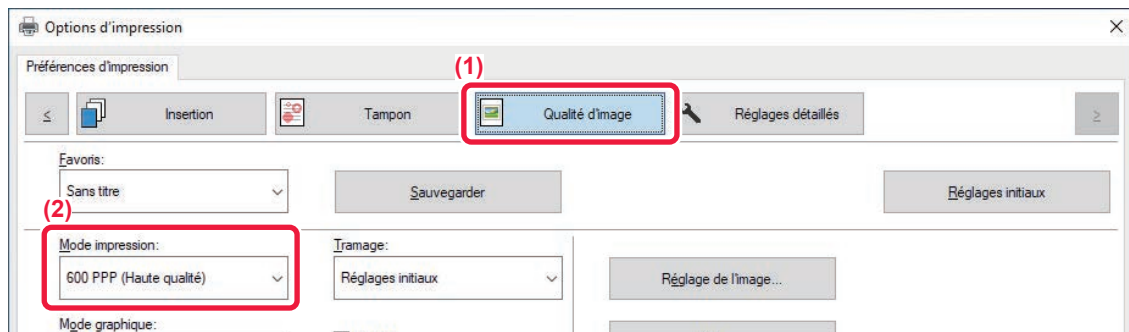 Options d'impression
Préférences d'impression
(1)
≤ Insertion Tampon Qualité d'image Réglages détaillés ≥
Favoris:
Sans titre Sauvegarder Réglages initiaux
(2)
Mode impression: Tramage:
600 PPP (Haute qualité) Réglages initiaux Réglage de l'image...
Mode graphique: